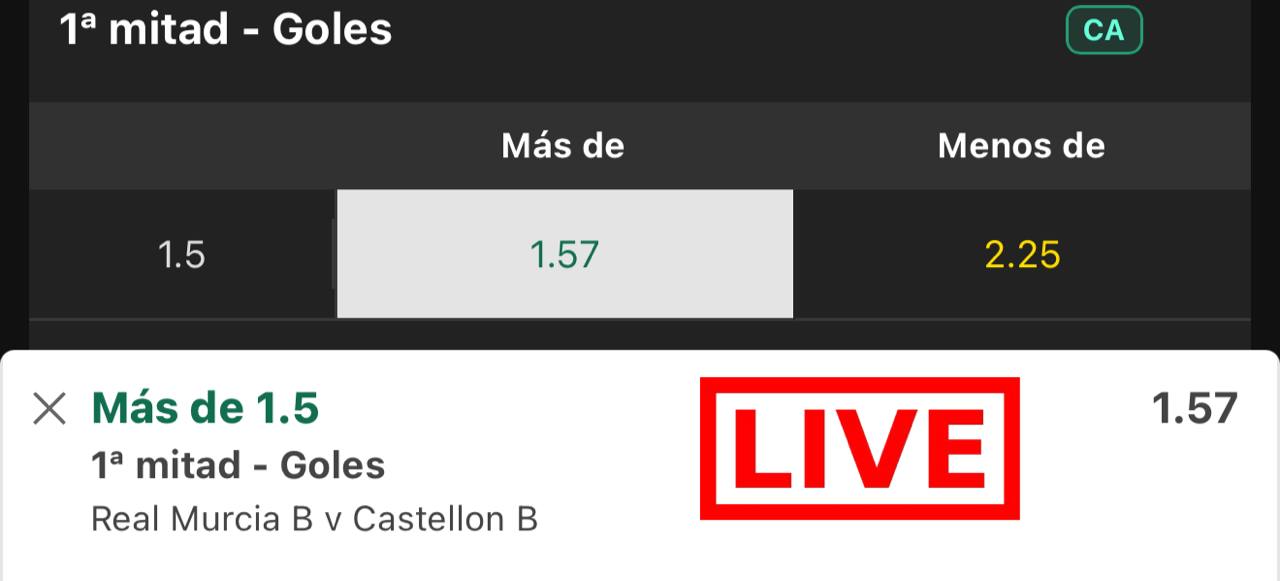 1ª mitad - Goles CA
Más de Menos de
1.5 1.57 2.25
Más de 1.5 LIVE 1.57
1ª mitad - Goles
Real Murcia B v Castellon B